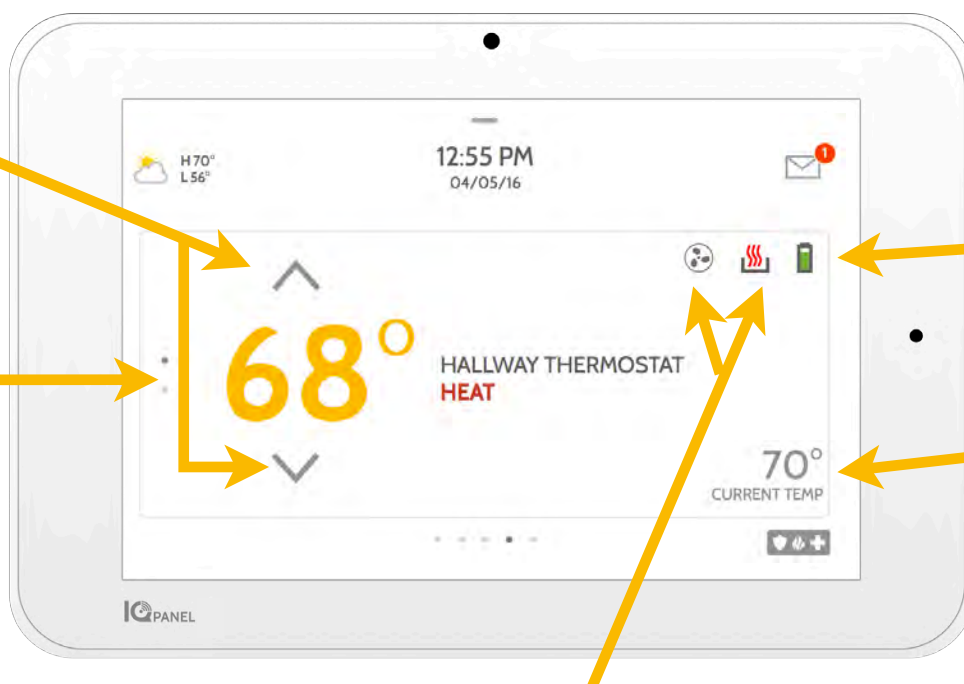 H 70°
L 56°
12:55 PM
04/05/16
1
68°
HALLWAY THERMOSTAT
HEAT
70°
CURRENT TEMP
IQ PANEL